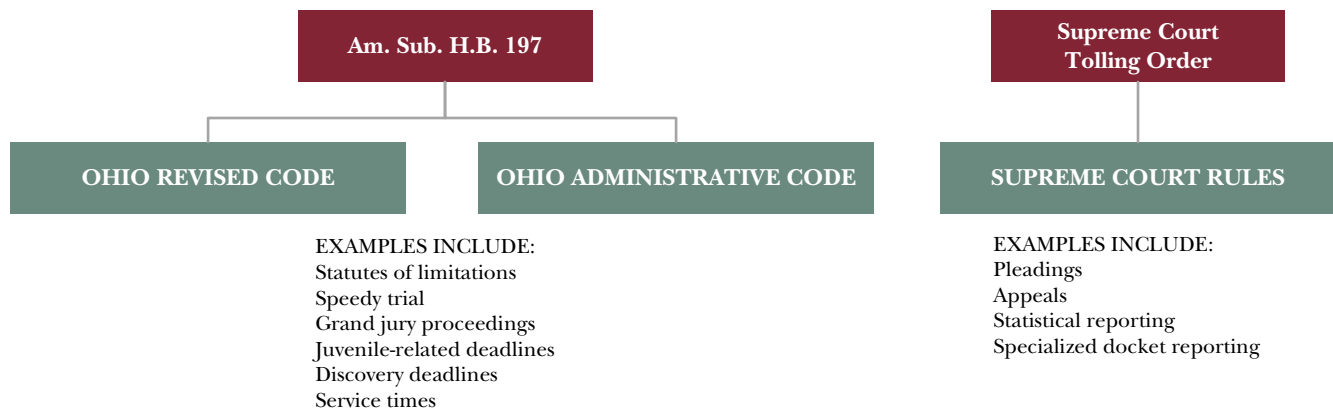 Am. Sub. H.B. 197
Supreme Court
Tolling Order
OHIO REVISED CODE
OHIO ADMINISTRATIVE CODE
SUPREME COURT RULES
EXAMPLES INCLUDE:
Statutes of limitations
Speedy trial
Grand jury proceedings
Juvenile-related deadlines
Discovery deadlines
Service times
EXAMPLES INCLUDE:
Pleadings
Appeals
Statistical reporting
Specialized docket reporting